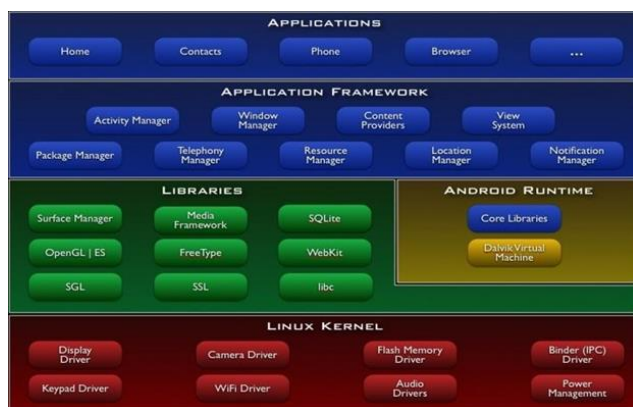 APPLICATIONS
Home Contacts Phone Browser ...
APPLICATION FRAMEWORK
Activity Manager
Window
Manager
Content
Providers
View
System
Package Manager
Telephony
Manager
Resource
Manager
Location
Manager
Notification
Manager
LIBRARIES
Surface Manager
Media
Framework
SQLite
OpenGL | ES
FreeType
WebKit
SGL
SSL
libc
ANDROID RUNTIME
Core Libraries
Dalvik Virtual
Machine
LINUX KERNEL
Display
Driver
Camera Driver
Flash Memory
Driver
Binder (IPC)
Driver
Keypad Driver
WiFi Driver
Audio
Drivers
Power
Management